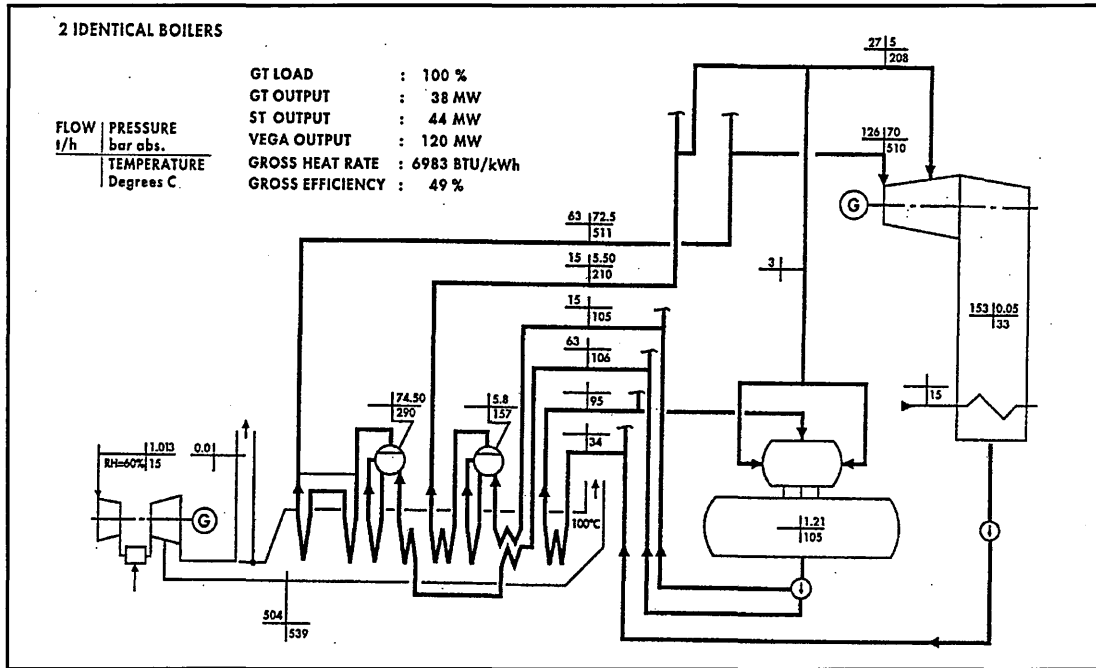 2 IDENTICAL BOILERS
GT LOAD : 100 %
GT OUTPUT : 38 MW
ST OUTPUT : 44 MW
VEGA OUTPUT : 120 MW
GROSS HEAT RATE : 6983 BTU/kWh
GROSS EFFICIENCY : 49 %
FLOW | PRESSURE
t/h | bar abs.
TEMPERATURE
Degrees C
27 | 5
208
126 | 70
510
G
63 | 72.5
511
15 | 5.50
210
3
15
105
153 | 0.05
33
63
106
15
74.50
290
5.8
157
95
34
1.013
RH=60% 15
0.0
G
100°C
1.21
105
504
539